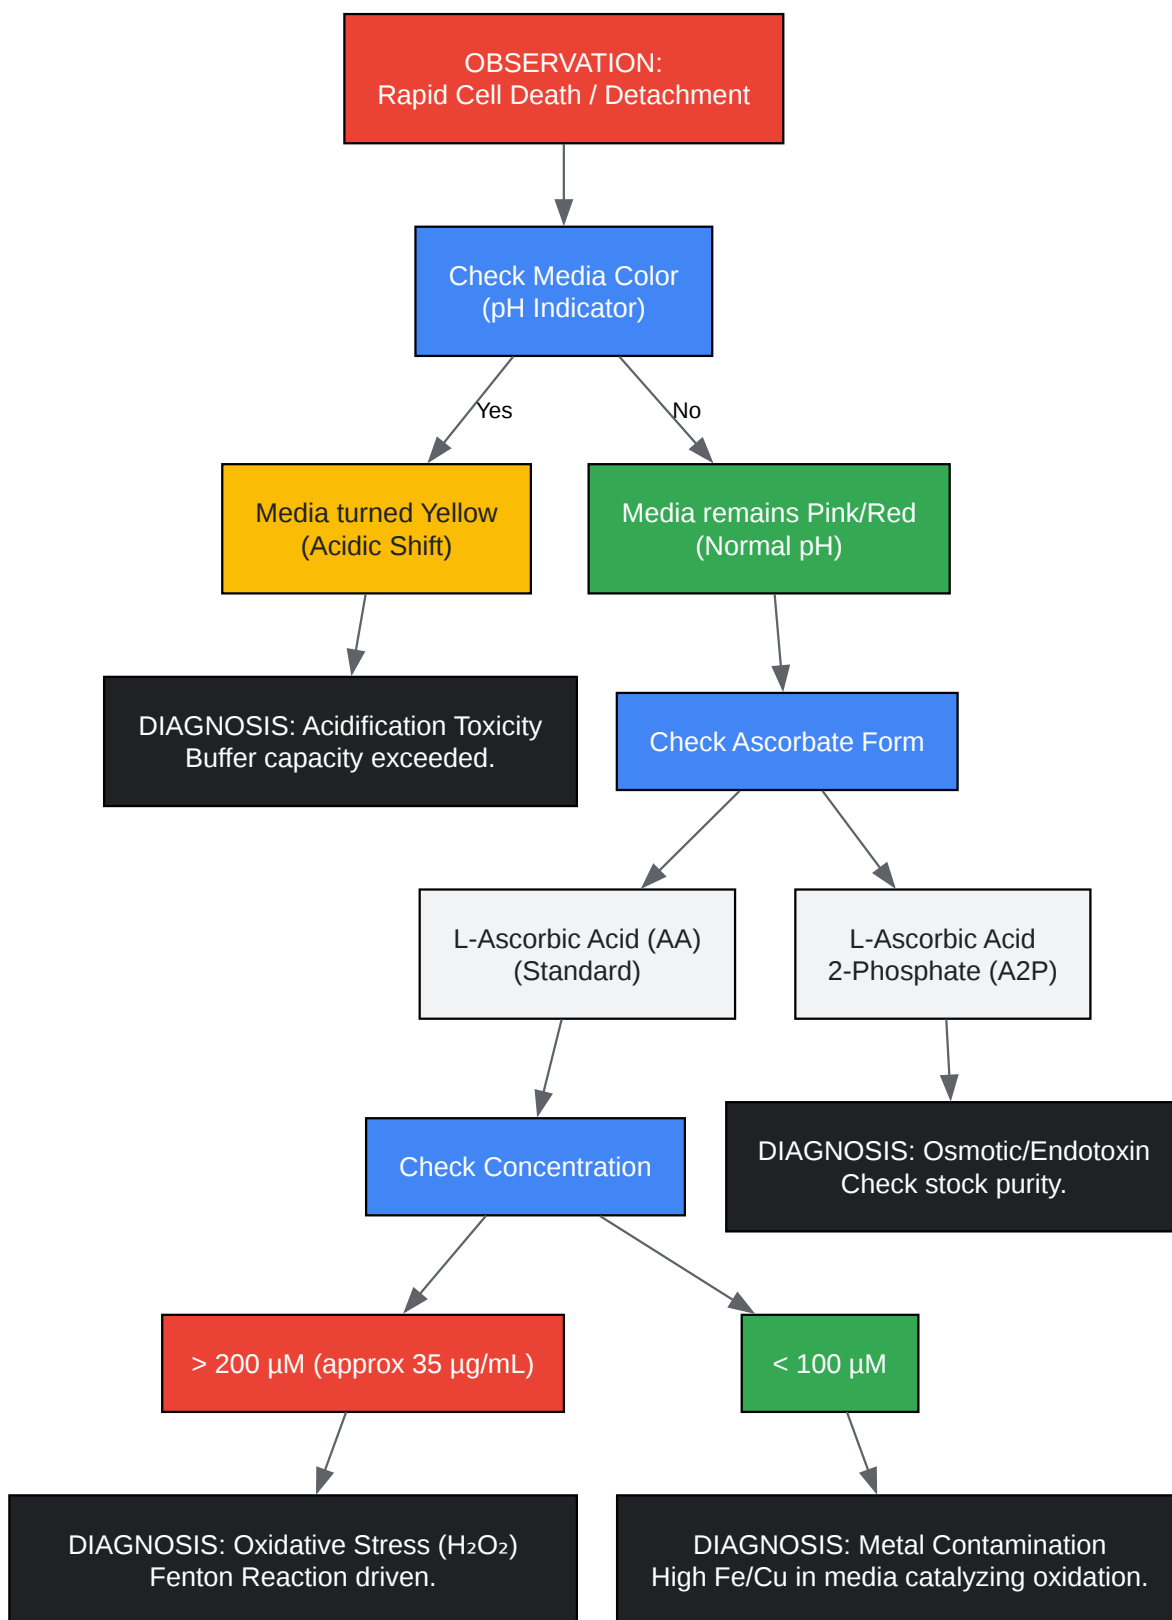 OBSERVATION:
Rapid Cell Death / Detachment
Check Media Color
(pH Indicator)
Yes
No
Media turned Yellow
(Acidic Shift)
Media remains Pink/Red
(Normal pH)
DIAGNOSIS: Acidification Toxicity
Buffer capacity exceeded.
Check Ascorbate Form
L-Ascorbic Acid (AA)
(Standard)
L-Ascorbic Acid
2-Phosphate (A2P)
Check Concentration
DIAGNOSIS: Osmotic/Endotoxin
Check stock purity.
> 200 µM (approx 35 µg/mL)
< 100 µM
DIAGNOSIS: Oxidative Stress (H₂O₂)
Fenton Reaction driven.
DIAGNOSIS: Metal Contamination
High Fe/Cu in media catalyzing oxidation.